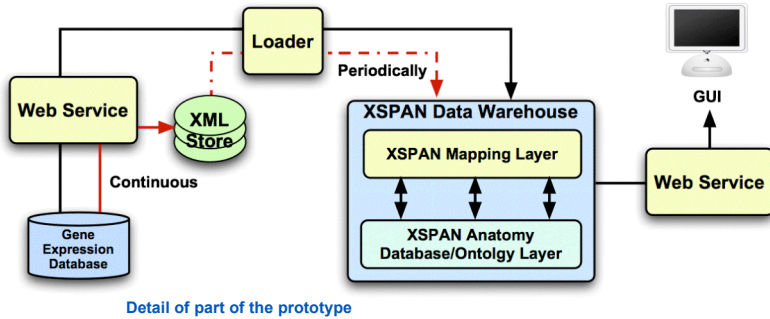 Loader
Periodically
GUI
Web Service
XML
Store
Continuous
Gene
Expression
Database
XSPAN Data Warehouse
XSPAN Mapping Layer
XSPAN Anatomy
Database/Ontolgy Layer
Web Service
Detail of part of the prototype